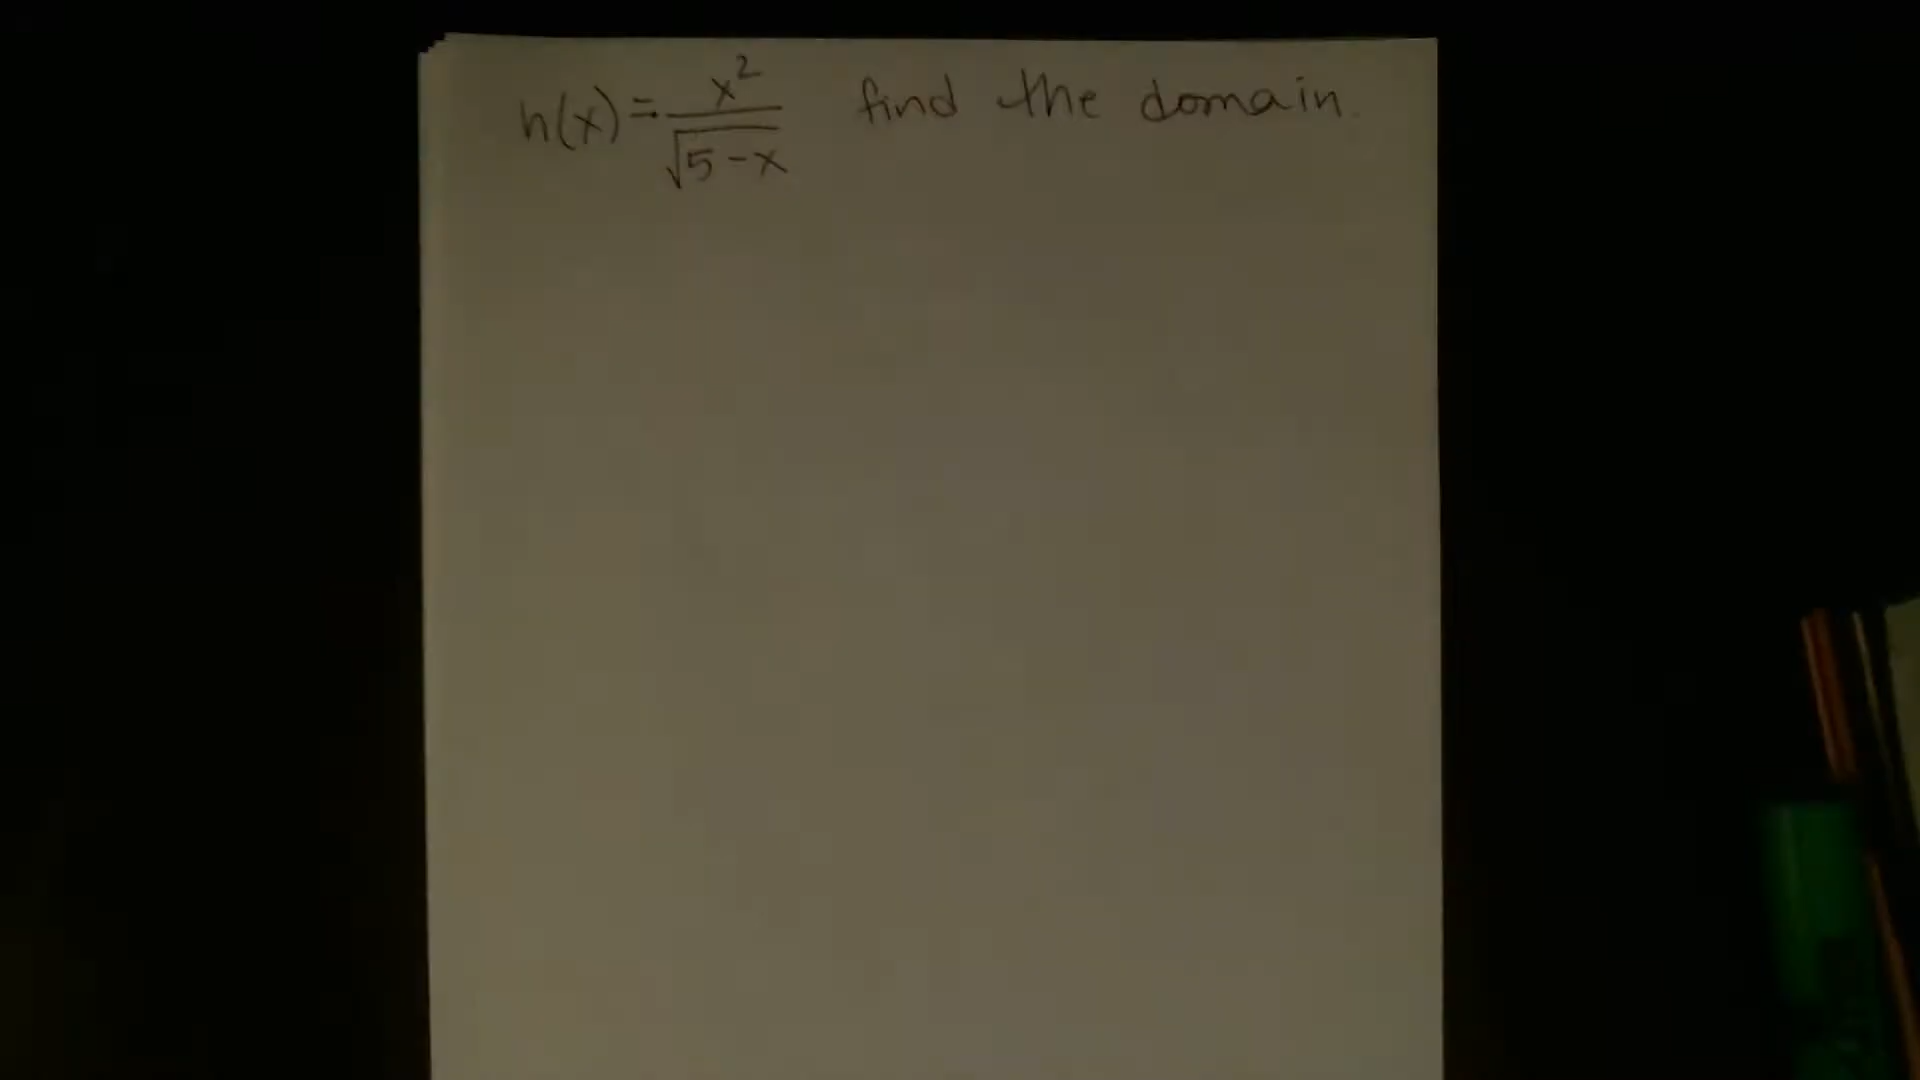 h(x) = x²/√(5-x) find the domain.